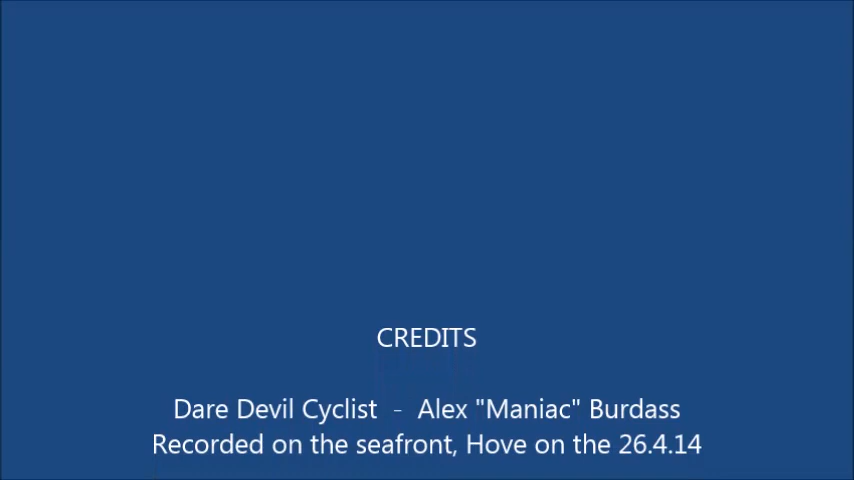 CREDITS
Dare Devil Cyclist - Alex "Maniac" Burdass
Recorded on the seafront, Hove on the 26.4.14